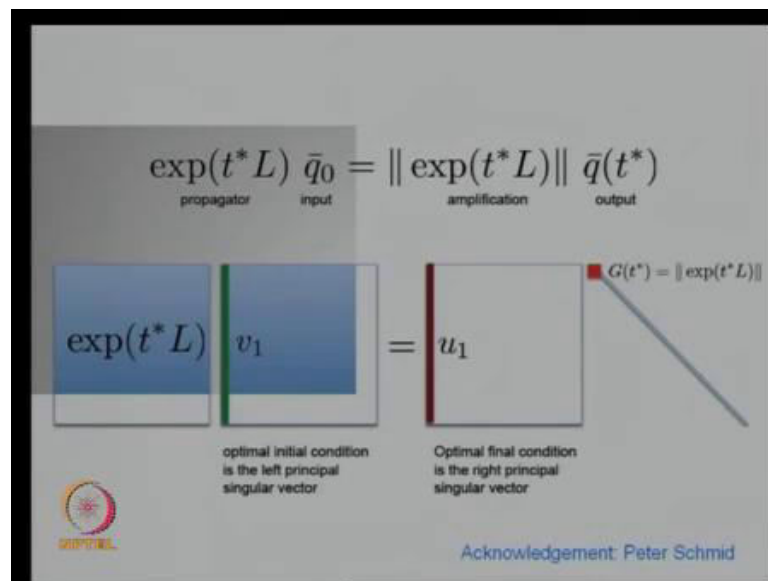 exp(t*L) q̄₀ = ‖ exp(t*L)‖ q̄(t*)
propagator input amplification output
exp(t*L) v₁ = u₁ G(t*) = ‖ exp(t*L)‖
optimal initial condition
is the left principal
singular vector
Optimal final condition
is the right principal
singular vector
NPTEL
Acknowledgement: Peter Schmid